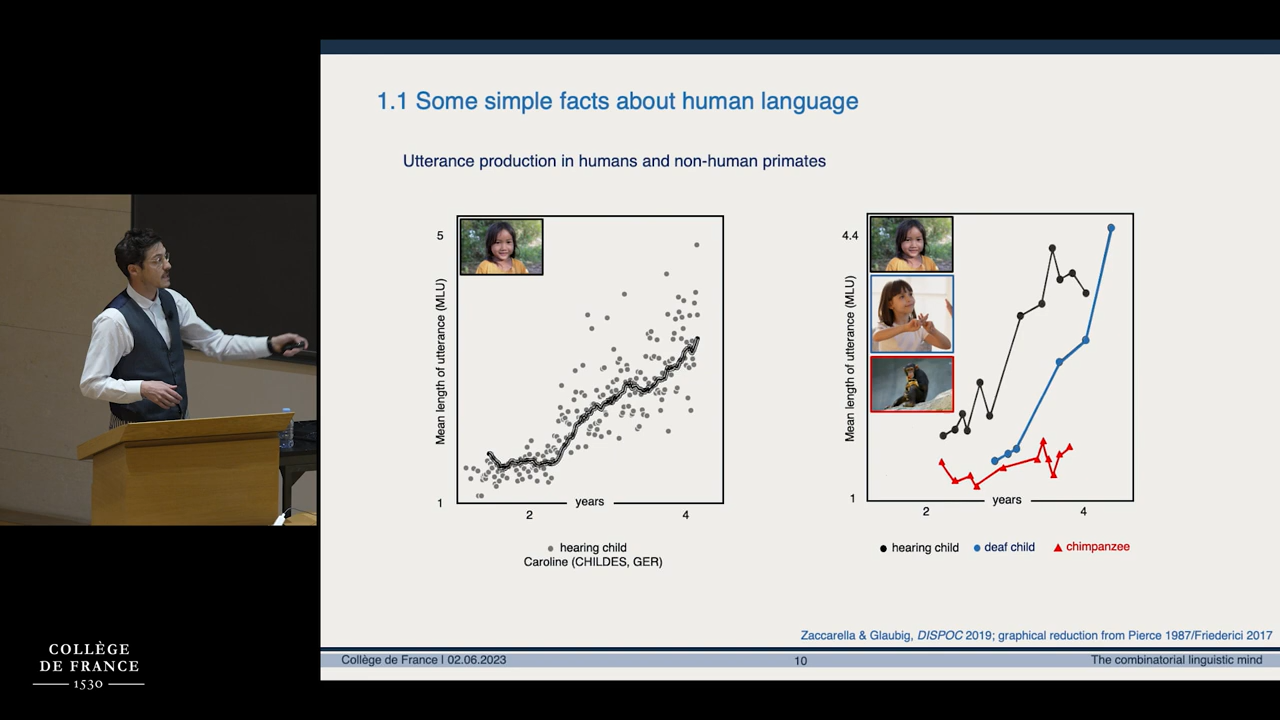 1.1 Some simple facts about human language
Utterance production in humans and non-human primates
5
Mean length of utterance (MLU)
1
years
2
4
hearing child
Caroline (CHILDES, GER)
4.4
Mean length of utterance (MLU)
1
years
2
4
hearing child deaf child chimpanzee
Zaccarella & Glaubig, DISPOC 2019; graphical reduction from Pierce 1987/Friederici 2017
Collège de France I 02.06.2023
10
The combinatorial linguistic mind
COLLÈGE
DE FRANCE
1530